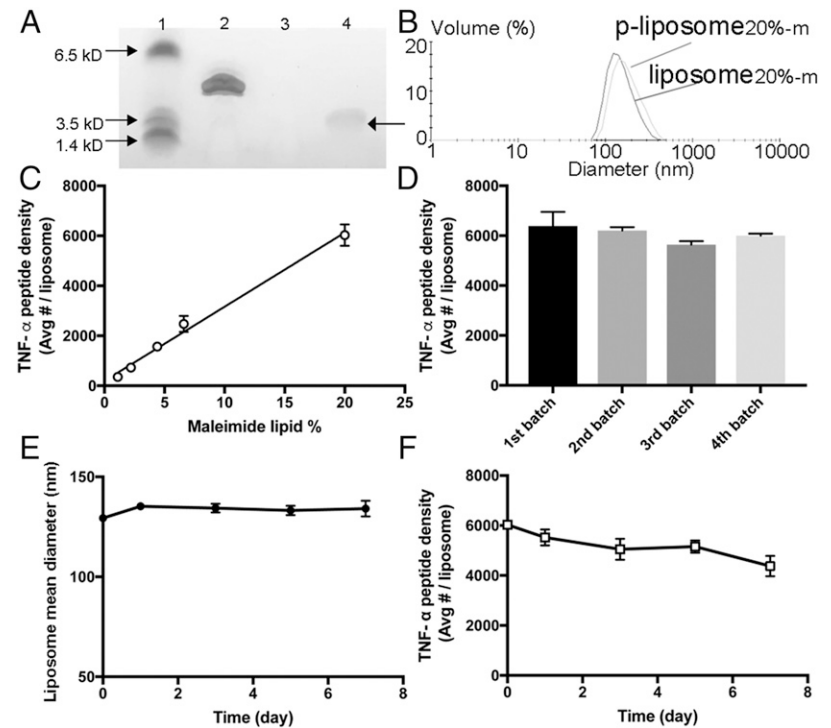 A
1 2 3 4
6.5 kD
3.5 kD
1.4 kD
B
Volume (%)
p-liposome20%-m
liposome20%-m
20
10
0
1 10 100 1000 10000
Diameter (nm)
C
TNF- α peptide density
(Avg # / liposome)
8000
6000
4000
2000
0
0 5 10 15 20 25
Maleimide lipid %
D
TNF- α peptide density
(Avg # / liposome)
8000
6000
4000
2000
0
1st batch
2nd batch
3rd batch
4th batch
E
Liposome mean diameter (nm)
150
100
50
0 2 4 6 8
Time (day)
F
TNF- α peptide density
(Avg # / liposome)
8000
6000
4000
2000
0
0 2 4 6 8
Time (day)